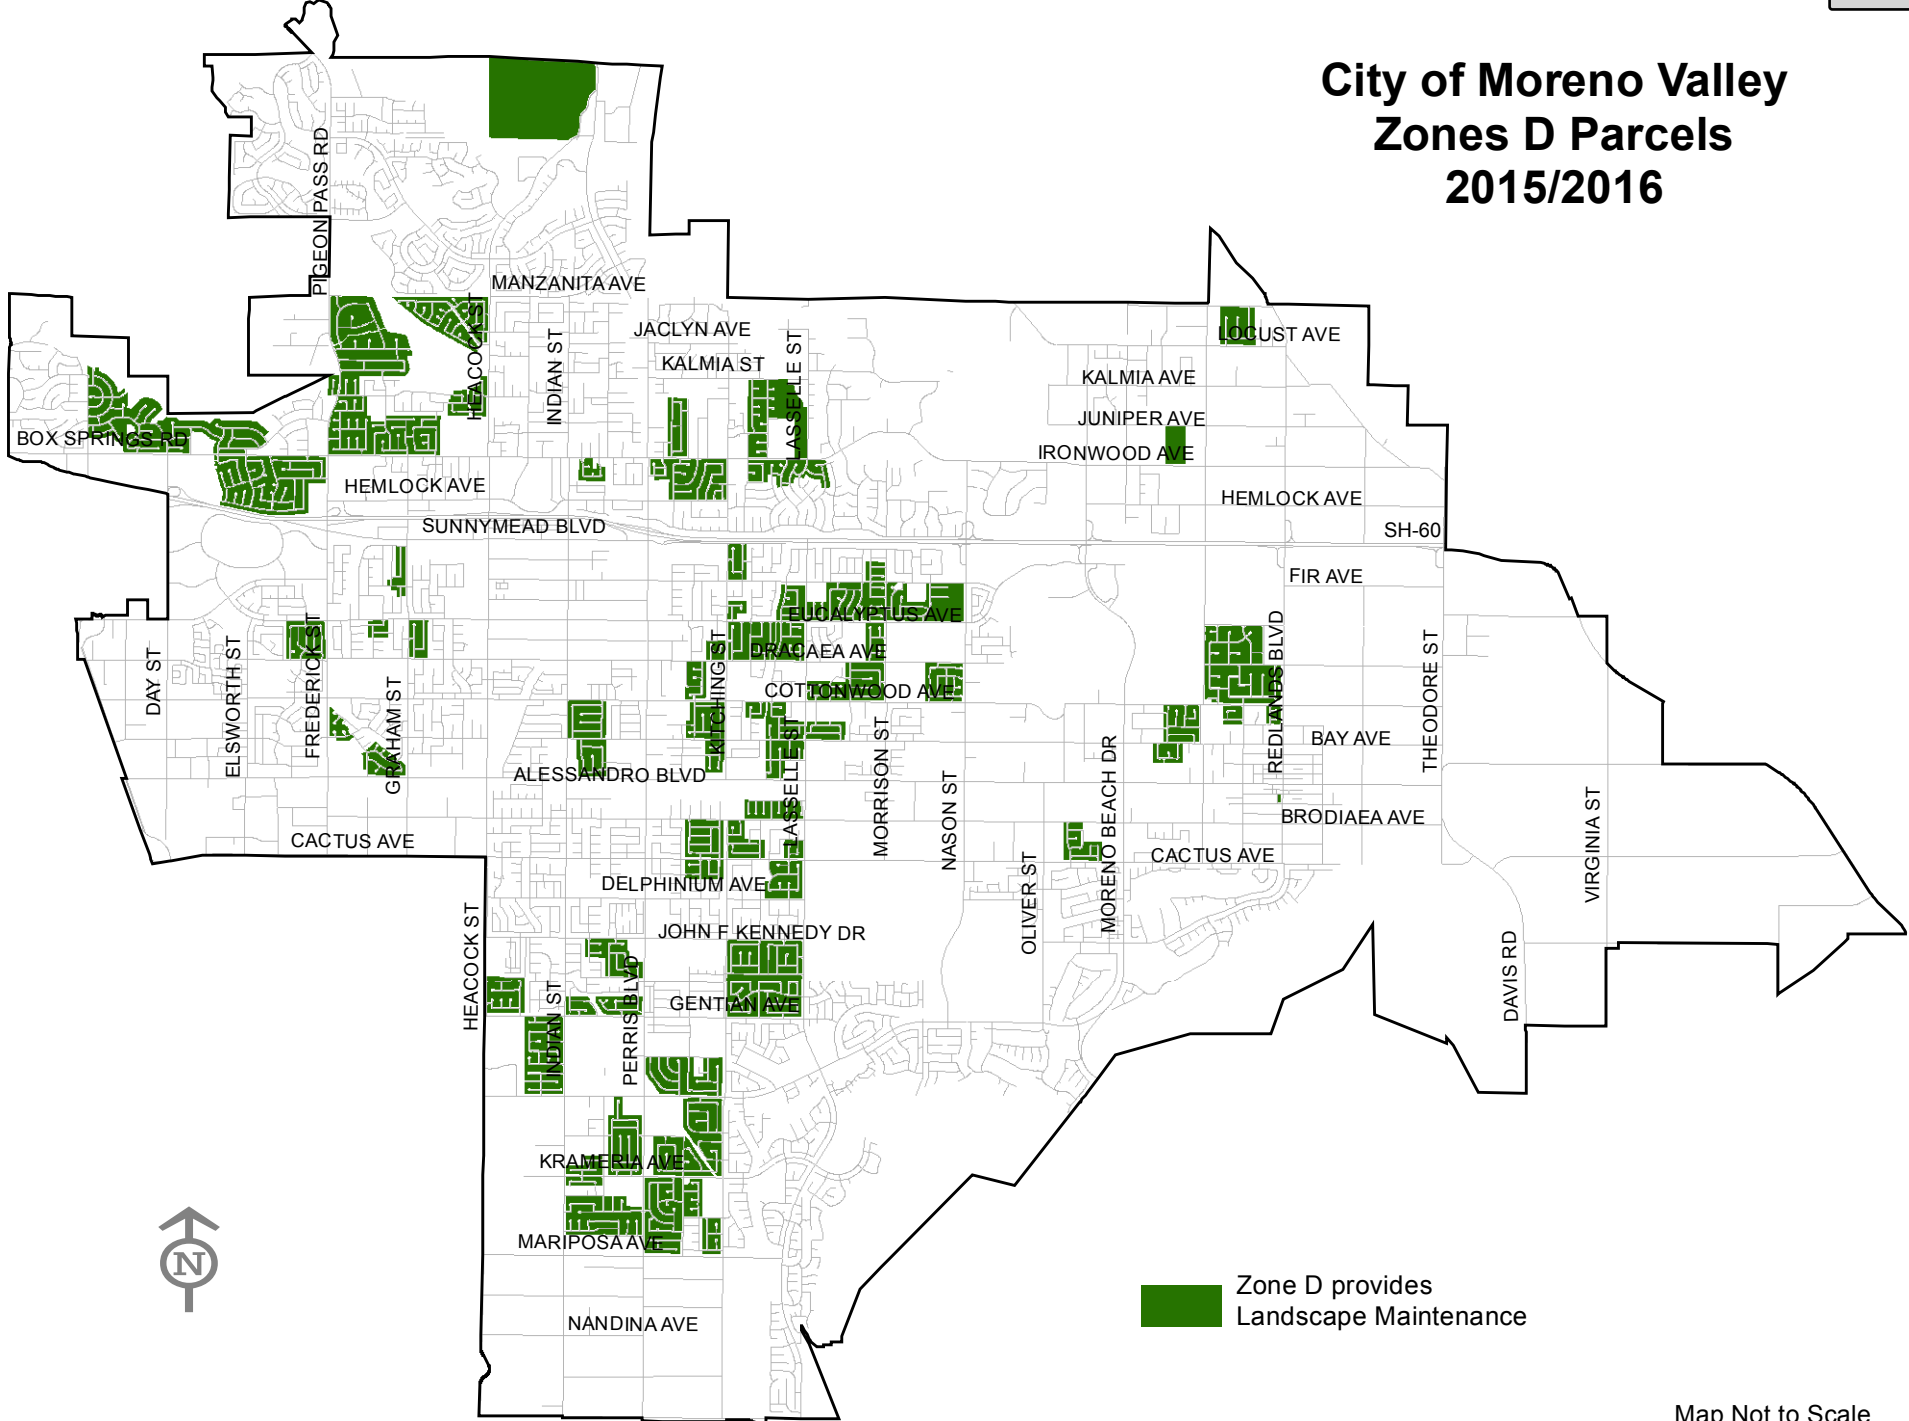 City of Moreno Valley
Zones D Parcels
2015/2016
PIGEON PASS RD
MANZANITA AVE
HEACOCK ST
INDIAN ST
JACLYN AVE
KALMIA ST
LASSELLE ST
LOCUST AVE
KALMIA AVE
JUNIPER AVE
IRONWOOD AVE
BOX SPRINGS RD
HEMLOCK AVE
HEMLOCK AVE
SUNNYMEAD BLVD
SH-60
FIR AVE
EUCALYPTUS AVE
DRACAEA AVE
COTTONWOOD AVE
DAY ST
ELSWORTH ST
FREDERICK ST
GRAHAM ST
KITCHING ST
LASSELLE ST
MORRISON ST
NASON ST
OLIVER ST
MORENO BEACH DR
REDLANDS BLVD
THEODORE ST
VIRGINIA ST
BAY AVE
ALESSANDRO BLVD
BRODIAEA AVE
CACTUS AVE
CACTUS AVE
DELPHINIUM AVE
JOHN F KENNEDY DR
HEACOCK ST
INDIAN ST
PERRIS BLVD
GENTIAN AVE
DAVIS RD
KRAMERIA AVE
MARIPOSA AVE
NANDINA AVE
N
Zone D provides
Landscape Maintenance
Map Not to Scale